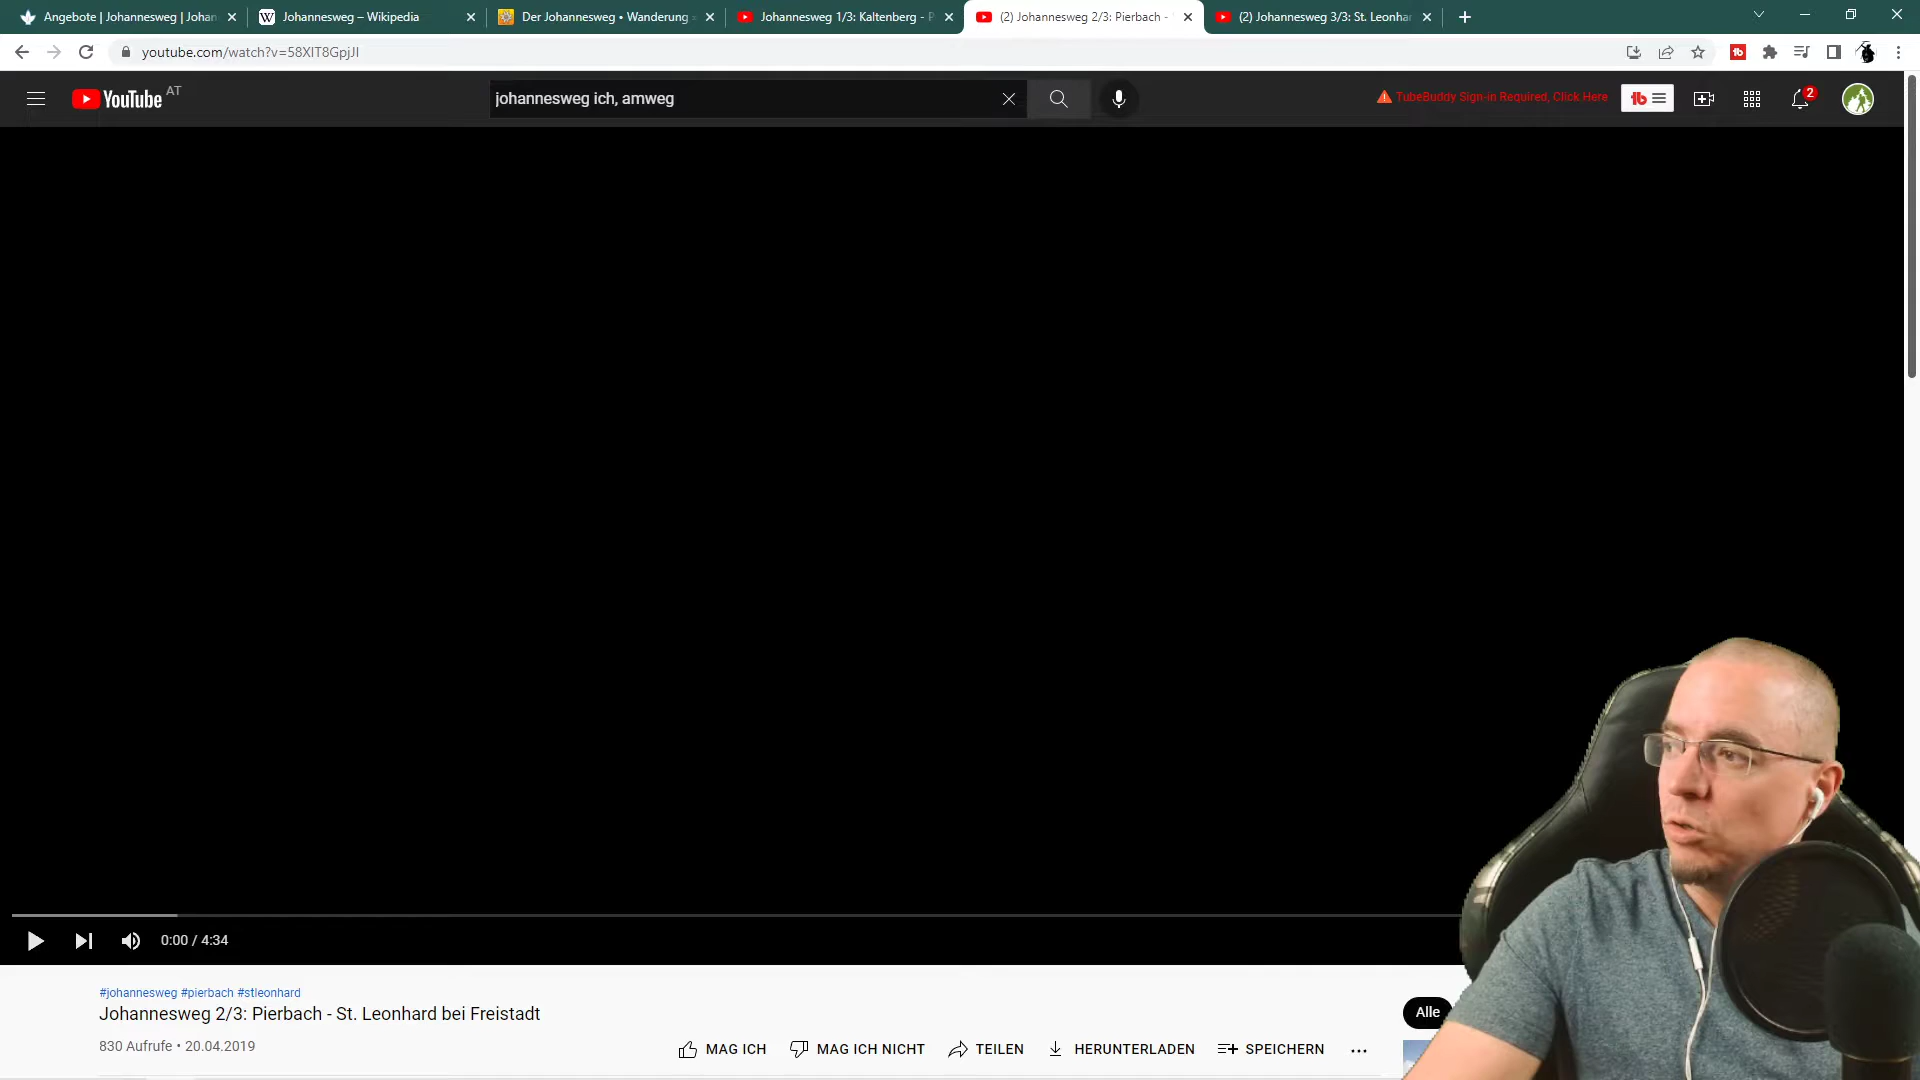 Angebote | Johannesweg | Johan
Johannesweg – Wikipedia
Der Johannesweg • Wanderung
Johannesweg 1/3: Kaltenberg - P
(2) Johannesweg 2/3: Pierbach -
(2) Johannesweg 3/3: St. Leonha
youtube.com/watch?v=58XIT8GpjJI
YouTube AT
johannesweg ich, amweg
TubeBuddy Sign-in Required, Click Here
2
0:00 / 4:34
#johannesweg #pierbach #stleonhard
Johannesweg 2/3: Pierbach - St. Leonhard bei Freistadt
830 Aufrufe • 20.04.2019
MAG ICH
MAG ICH NICHT
TEILEN
HERUNTERLADEN
SPEICHERN
Alle